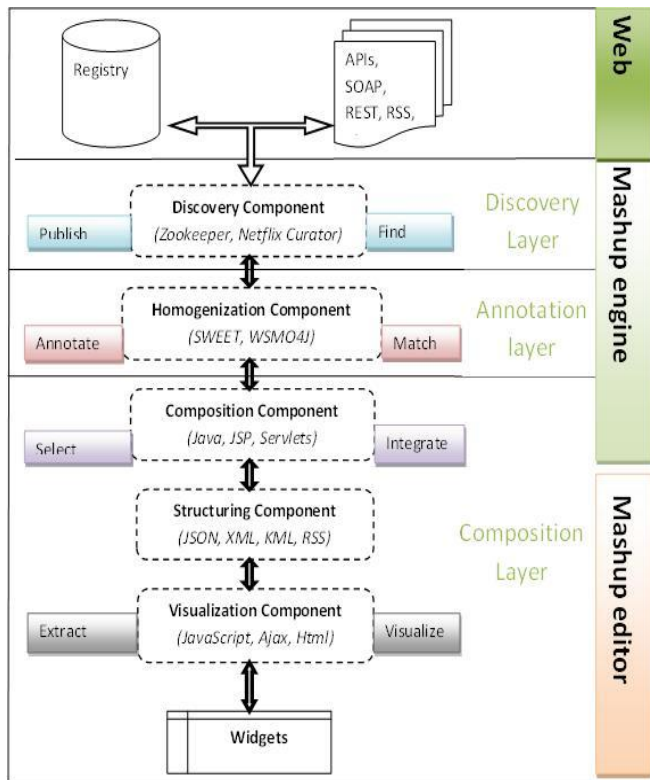 Registry
APIs,
SOAP,
REST, RSS,
.
Web
Discovery Component
(Zookeeper, Netflix Curator)
Publish
Find
Discovery
Layer
Mashup engine
Homogenization Component
(SWEET, WSMO4J)
Annotate
Match
Annotation
layer
Composition Component
(Java, JSP, Servlets)
Select
Integrate
Structuring Component
(JSON, XML, KML, RSS)
Composition
Layer
Mashup editor
Visualization Component
(JavaScript, Ajax, Html)
Extract
Visualize
Widgets